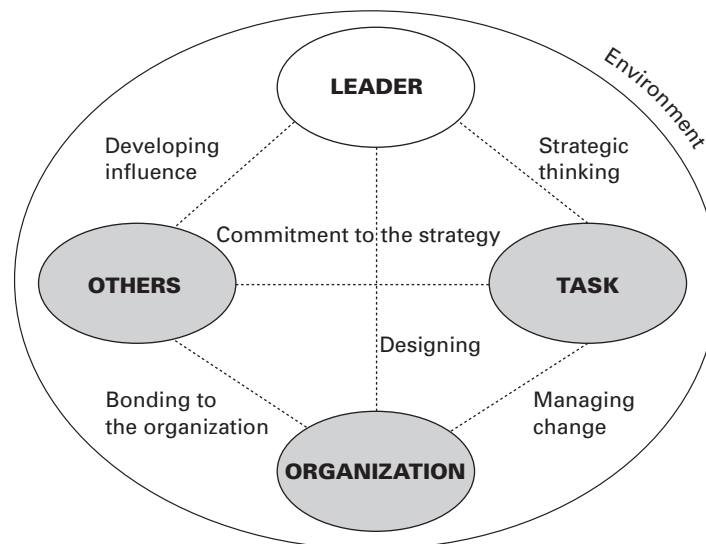 Environment
LEADER
Developing
influence
Strategic
thinking
Commitment to the strategy
OTHERS
TASK
Designing
Bonding to
the organization
Managing
change
ORGANIZATION